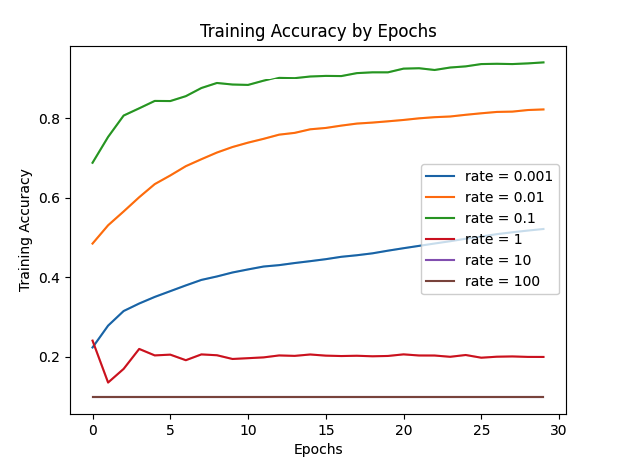 Training Accuracy by Epochs
Training Accuracy
0.8
0.6
0.4
0.2
rate = 0.001
rate = 0.01
rate = 0.1
rate = 1
rate = 10
rate = 100
0 5 10 15 20 25 30
Epochs